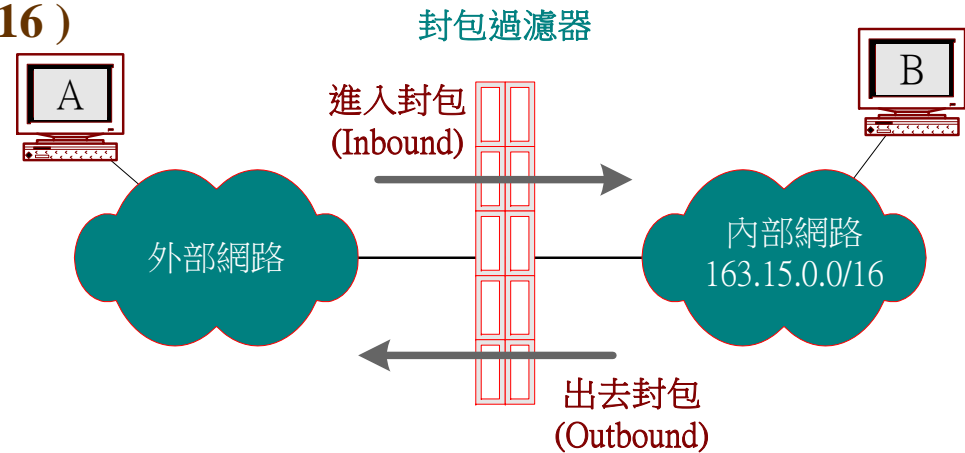 16 )
封包過濾器
A
B
進入封包
(Inbound)
外部網路
內部網路
163.15.0.0/16
出去封包
(Outbound)